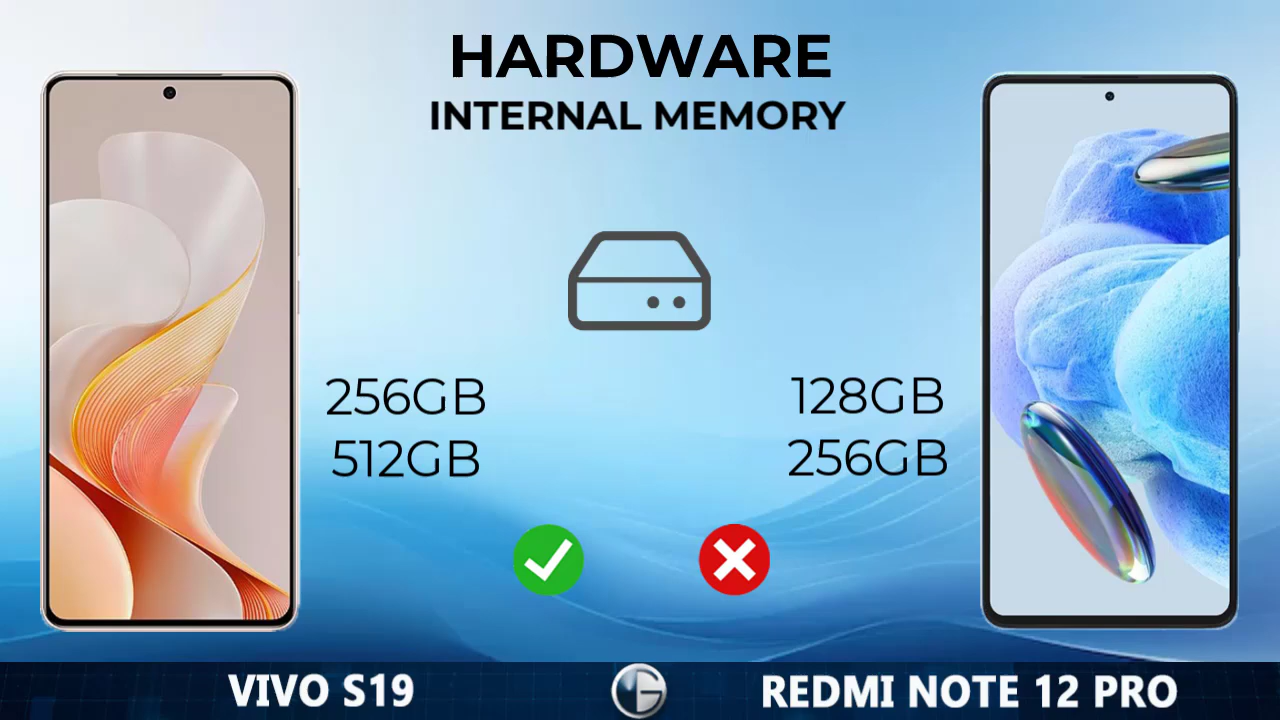 HARDWARE
INTERNAL MEMORY
256GB
512GB
128GB
256GB
VIVO S19
REDMI NOTE 12 PRO